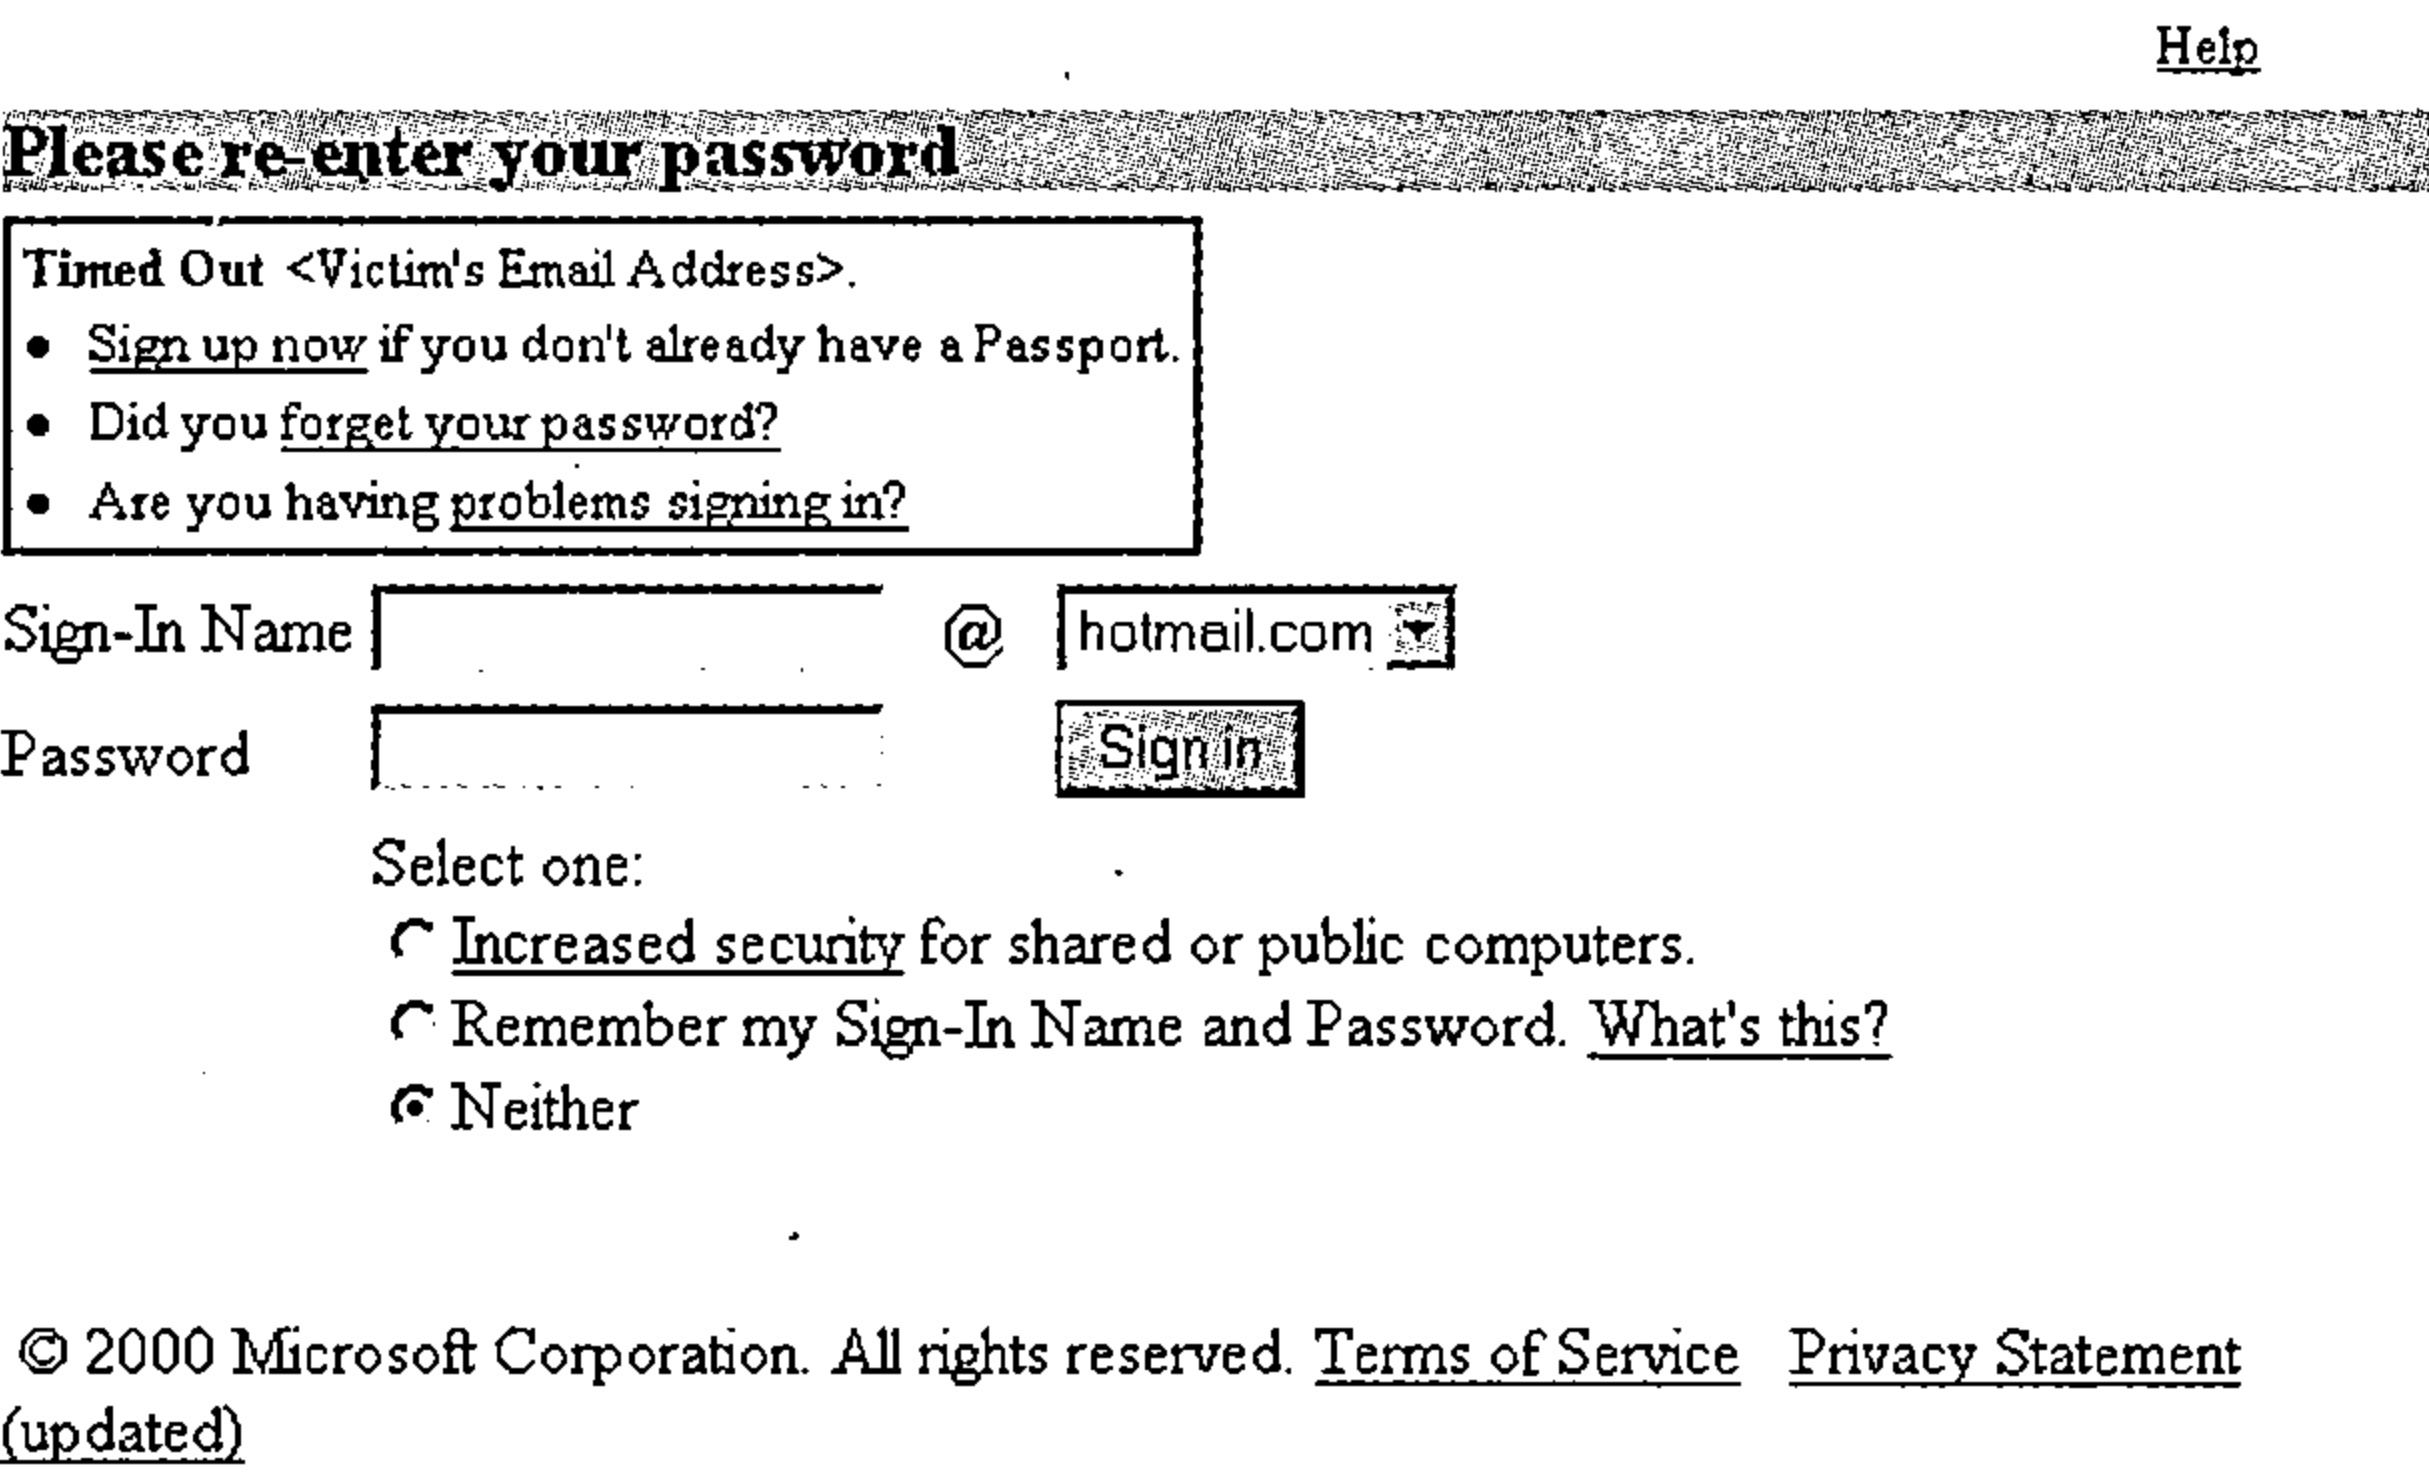 Help
Please re-enter your password
Timed Out <Victim's Email Address>.
• Sign up now if you don't already have a Passport.
• Did you forget your password?
• Are you having problems signing in?
Sign-In Name @ hotmail.com
Password Sign in
Select one:
Increased security for shared or public computers.
Remember my Sign-In Name and Password. What's this?
Neither
© 2000 Microsoft Corporation. All rights reserved. Terms of Service Privacy Statement
(updated)